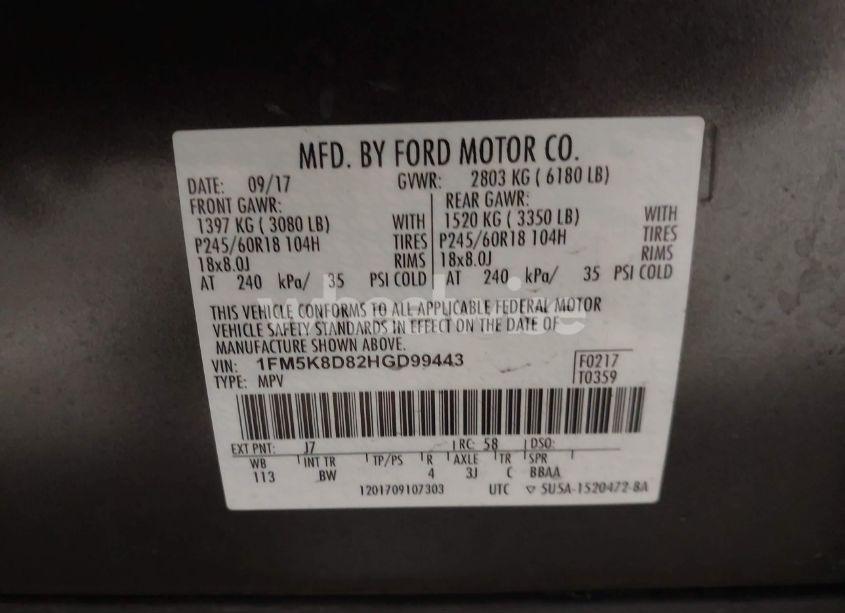 MFD. BY FORD MOTOR CO.
DATE: 09/17 GVWR: 2803 KG ( 6180 LB)
FRONT GAWR: REAR GAWR:
1397 KG ( 3080 LB) WITH 1520 KG ( 3350 LB) WITH
P245/60R18 104H TIRES P245/60R18 104H TIRES
18x8.0J RIMS 18x8.0J RIMS
AT 240 kPa/ 35 PSI COLD AT 240 kPa/ 35 PSI COLD
THIS VEHICLE CONFORMS TO ALL APPLICABLE FEDERAL MOTOR
VEHICLE SAFETY STANDARDS IN EFFECT ON THE DATE OF
MANUFACTURE SHOWN ABOVE.
VIN: 1FM5K8D82HGD99443 F0217
TYPE: MPV T0359
EXT PNT: J7 RC: 58 DSO:
WB INT TR TP/PS R AXLE TR SPR
113 BW 4 3J C BBAA
1201709107303 UTC ▽ 5U5A-1520472-BA